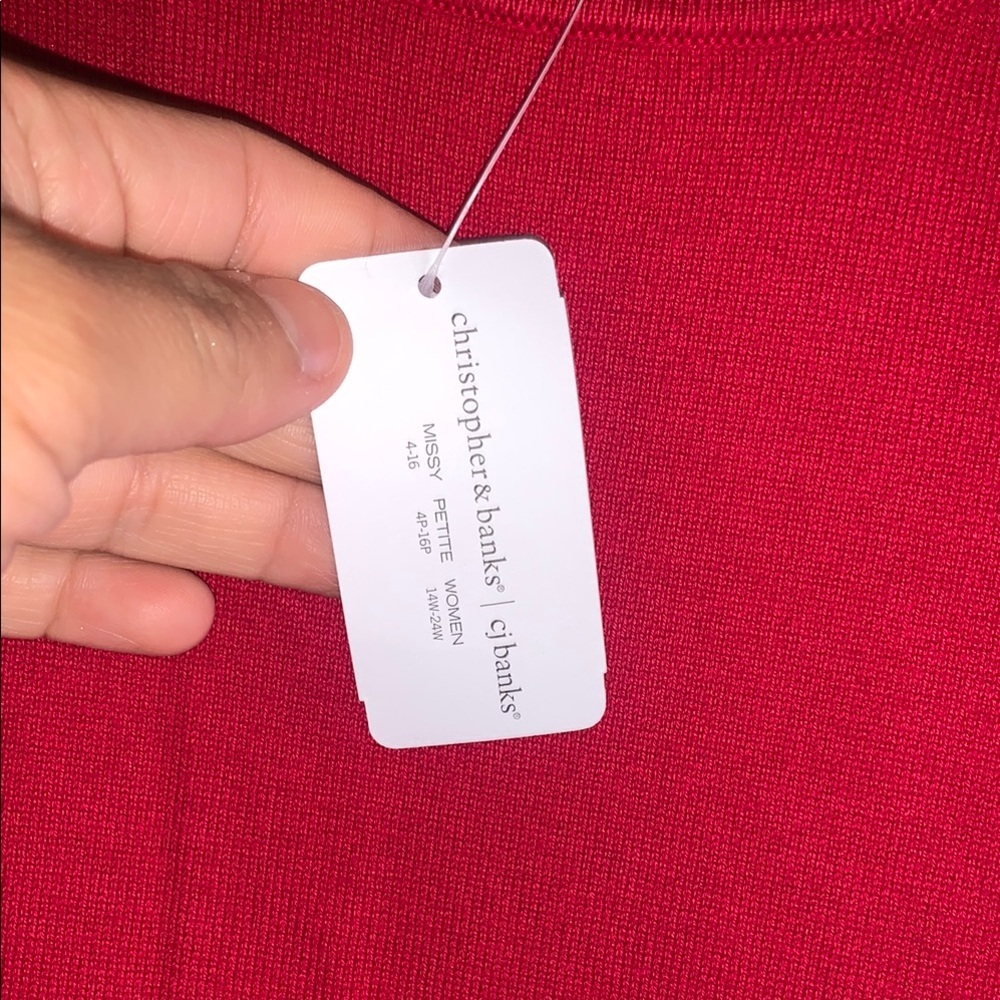 christopher&banks® | cj banks®
MISSY PETITE WOMEN
4-16 4P-16P 14W-24W